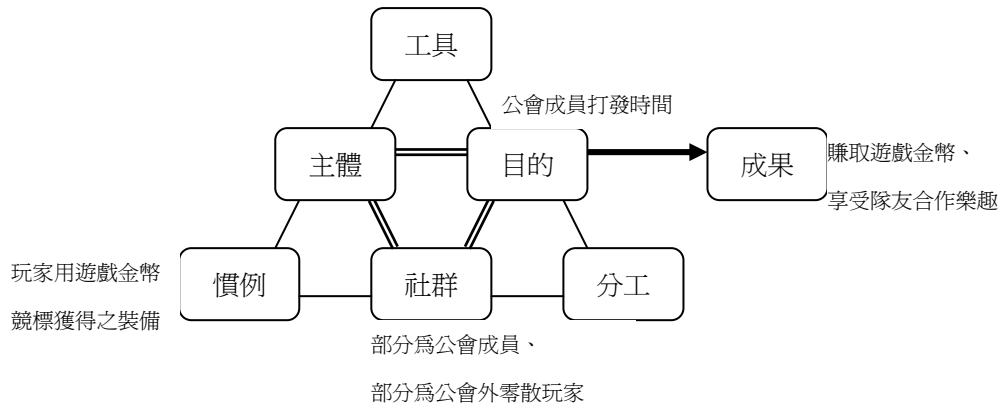 工具
公會成員打發時間
主體
目的
成果
賺取遊戲金幣、
享受隊友合作樂趣
玩家用遊戲金幣
競標獲得之裝備
慣例
社群
分工
部分為公會成員、
部分為公會外零散玩家